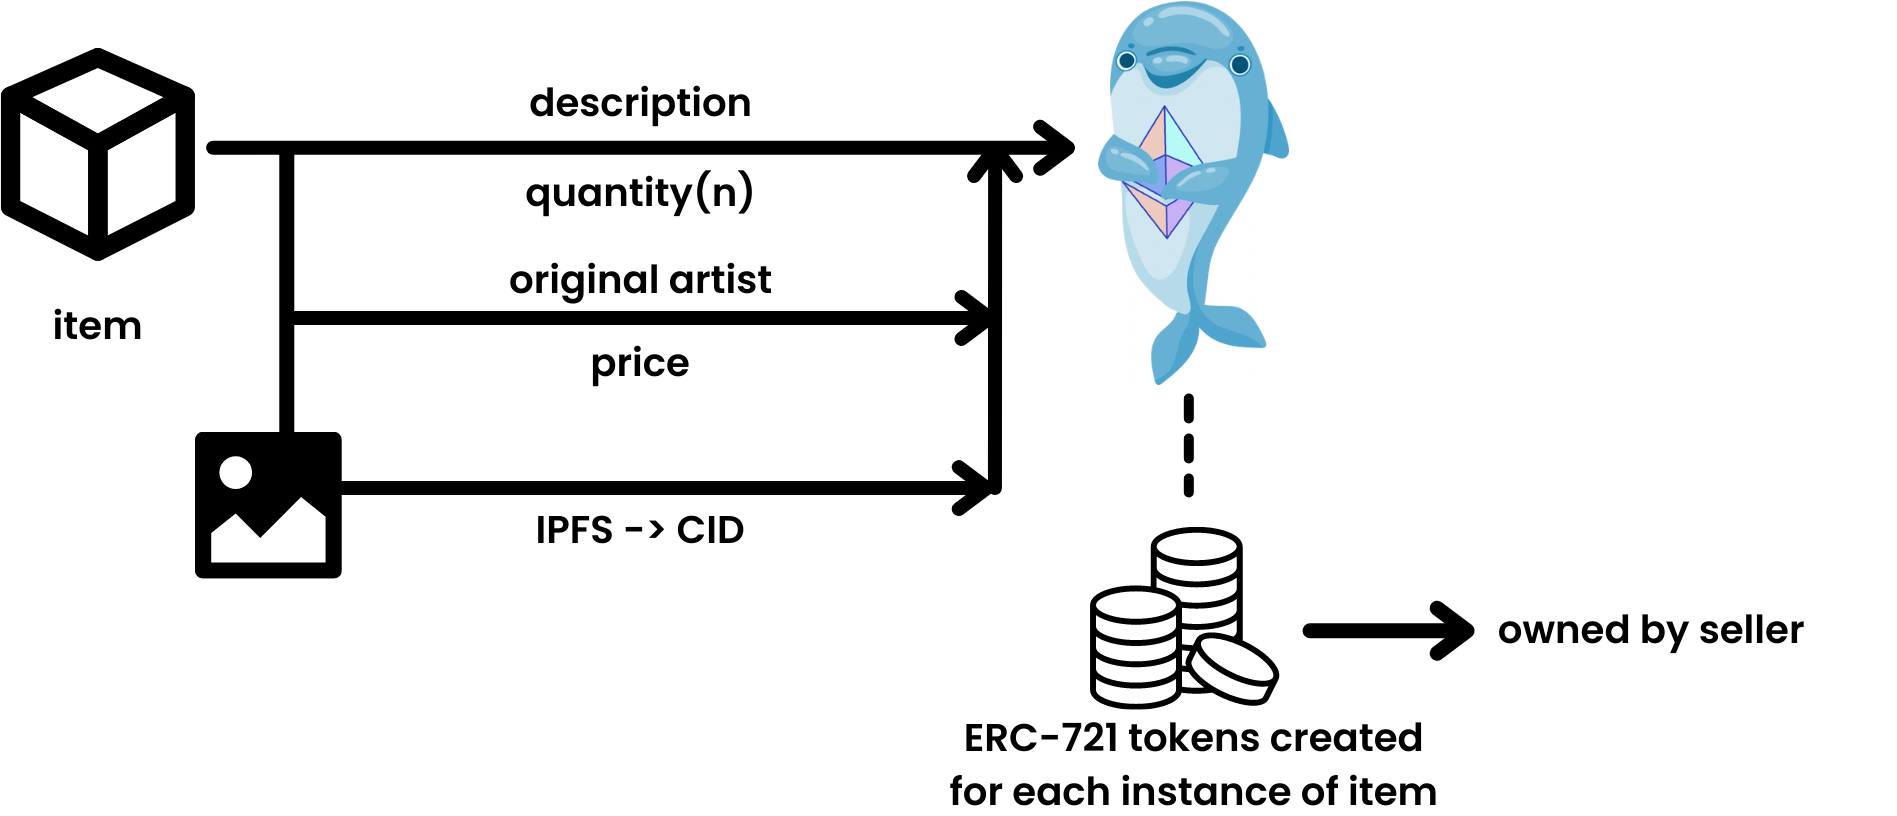 description
quantity(n)
original artist
item
price
IPFS -> CID
owned by seller
ERC-721 tokens created
for each instance of item